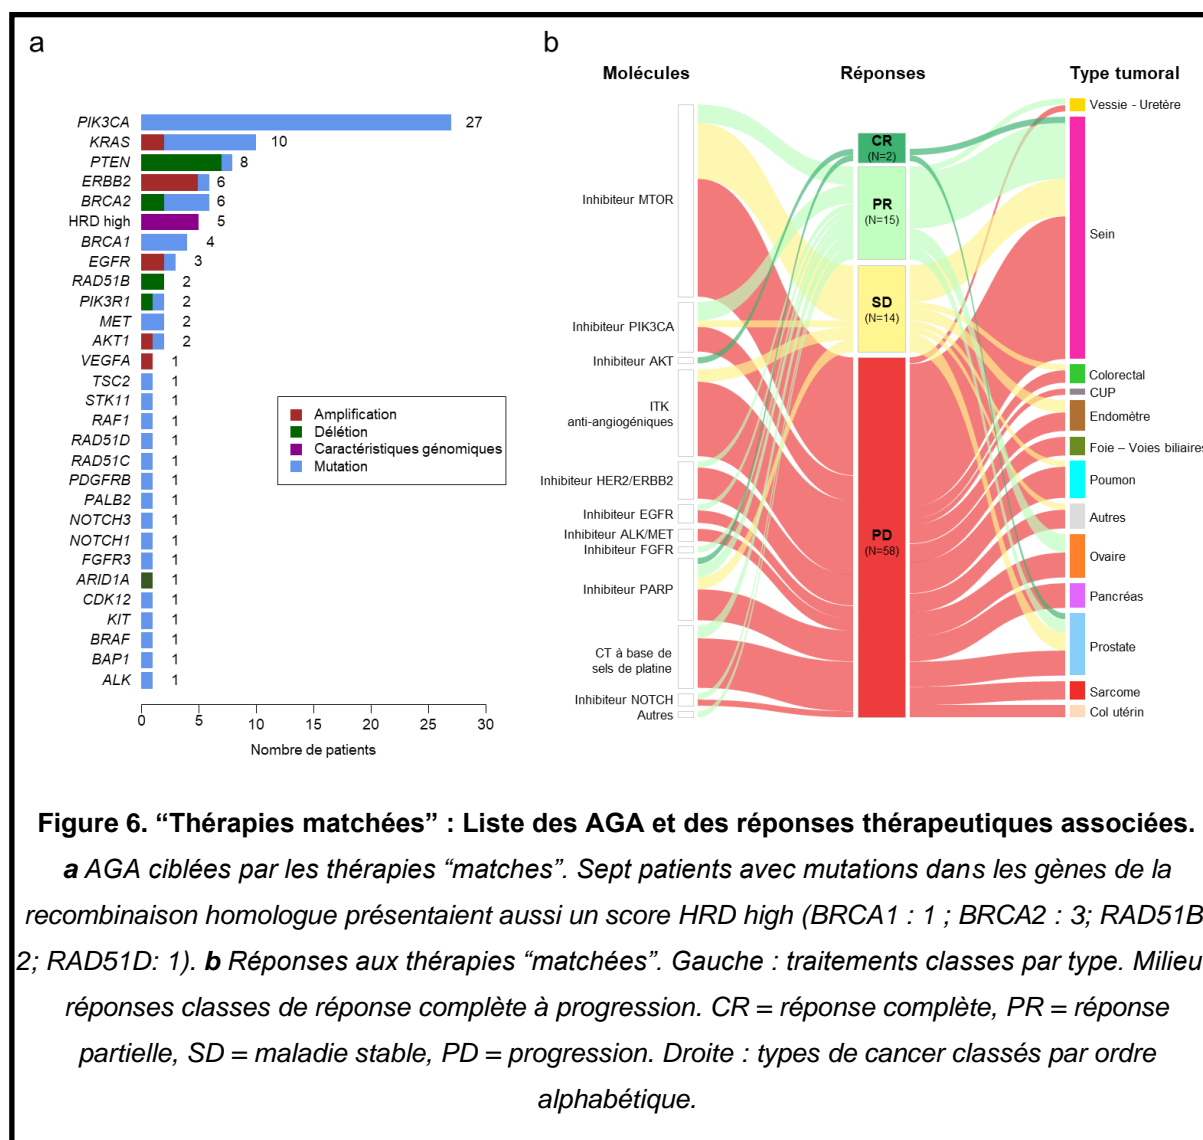 a
PIK3CA 27
KRAS 10
PTEN 8
ERBB2 6
BRCA2 6
HRD high 5
BRCA1 4
EGFR 3
RAD51B 2
PIK3R1 2
MET 2
AKT1 2
VEGFA 1
TSC2 1
STK11 1
RAF1 1
RAD51D 1
RAD51C 1
PDGFRB 1
PALB2 1
NOTCH3 1
NOTCH1 1
FGFR3 1
ARID1A 1
CDK12 1
KIT 1
BRAF 1
BAP1 1
ALK 1
Amplification
Délétion
Caractéristiques génomiques
Mutation
0 5 10 15 20 25 30
Nombre de patients
b
Molécules
Inhibiteur MTOR
Inhibiteur PIK3CA
Inhibiteur AKT
ITK
anti-angiogéniques
Inhibiteur HER2/ERBB2
Inhibiteur EGFR
Inhibiteur ALK/MET
Inhibiteur FGFR
Inhibiteur PARP
CT à base de
sels de platine
Inhibiteur NOTCH
Autres
Réponses
CR
(N=2)
PR
(N=15)
SD
(N=14)
PD
(N=58)
Type tumoral
Vessie - Uretère
Sein
Colorectal
CUP
Endomètre
Foie – Voies biliaires
Poumon
Autres
Ovaire
Pancréas
Prostate
Sarcome
Col utérin
Figure 6. “Thérapies matchées” : Liste des AGA et des réponses thérapeutiques associées.
a AGA ciblées par les thérapies “matches”. Sept patients avec mutations dans les gènes de la
recombinaison homologue présentaient aussi un score HRD high (BRCA1 : 1 ; BRCA2 : 3; RAD51B
2; RAD51D: 1). b Réponses aux thérapies “matchées”. Gauche : traitements classes par type. Milieu
réponses classes de réponse complète à progression. CR = réponse complète, PR = réponse
partielle, SD = maladie stable, PD = progression. Droite : types de cancer classés par ordre
alphabétique.